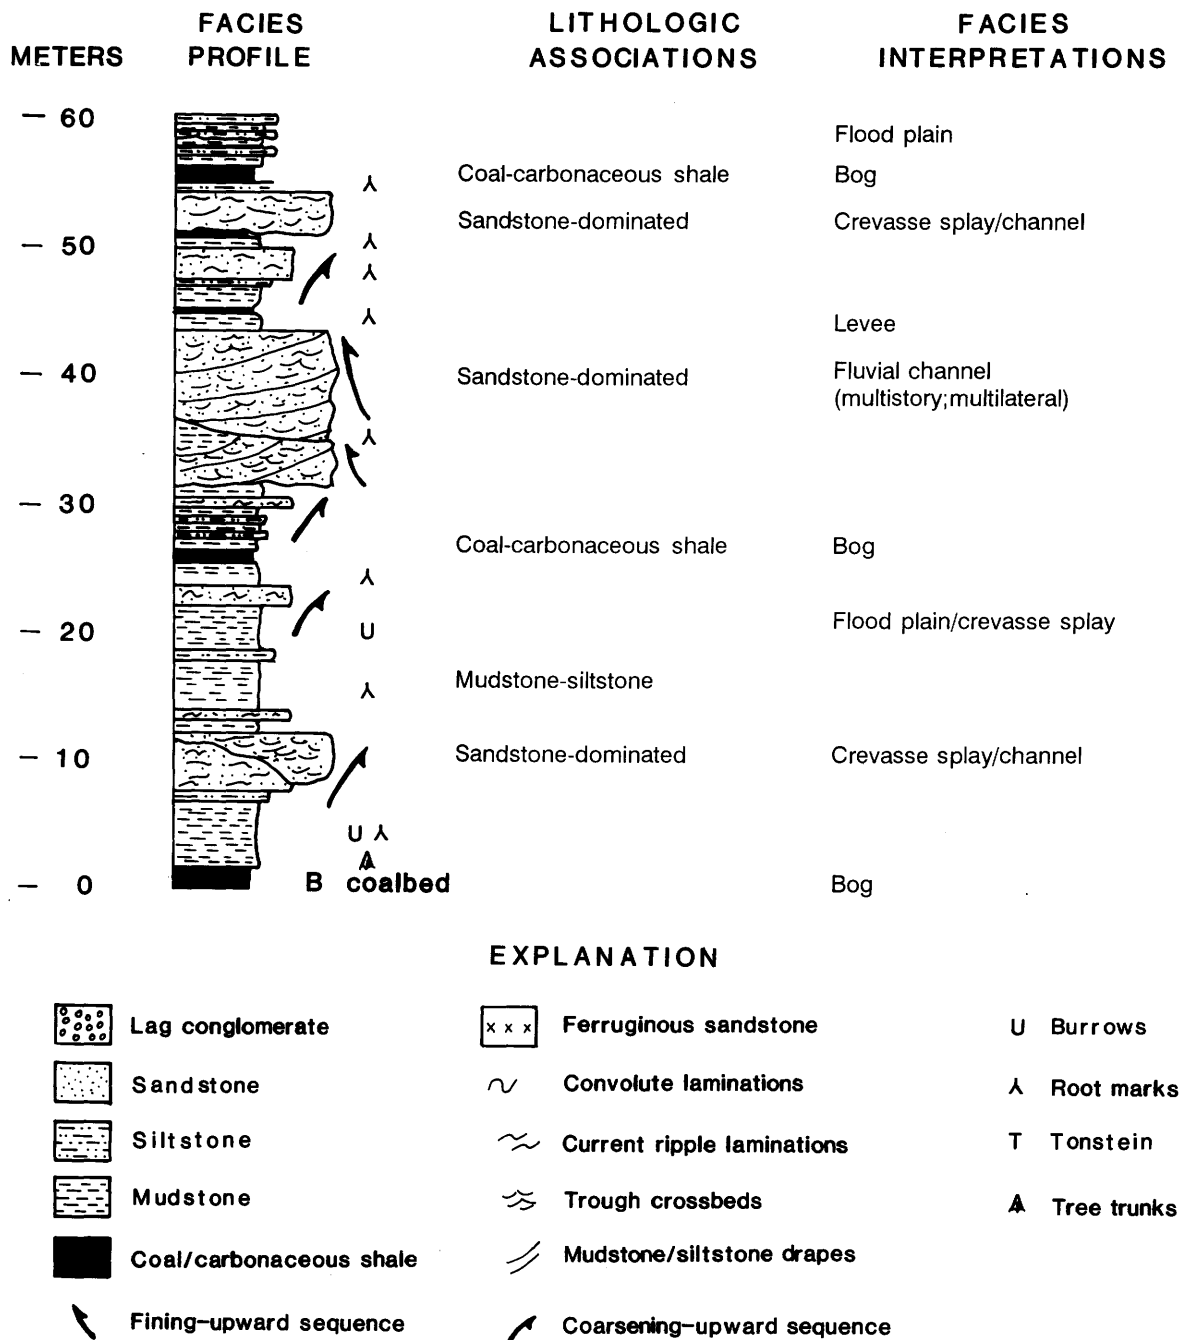 FACIES LITHOLOGIC FACIES
METERS PROFILE ASSOCIATIONS INTERPRETATIONS
— 60
Flood plain
Coal-carbonaceous shale Bog
Sandstone-dominated Crevasse splay/channel
— 50
Levee
— 40 Sandstone-dominated Fluvial channel
(multistory;multilateral)
— 30
Coal-carbonaceous shale Bog
Flood plain/crevasse splay
— 20 U
Mudstone-siltstone
— 10 Sandstone-dominated Crevasse splay/channel
U
— 0 B coalbed Bog
EXPLANATION
Lag conglomerate x x x Ferruginous sandstone U Burrows
Sandstone Convolute laminations Root marks
Siltstone Current ripple laminations T Tonstein
Mudstone Trough crossbeds Tree trunks
Coal/carbonaceous shale Mudstone/siltstone drapes
Fining-upward sequence Coarsening-upward sequence